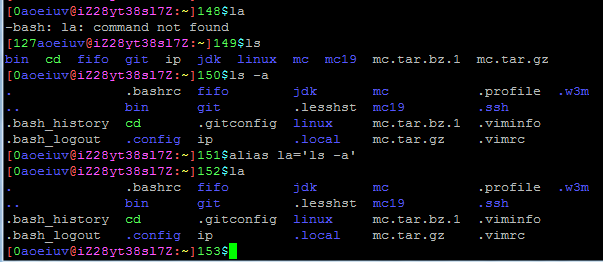 [0aoeiuv@iZ28yt38sl7Z:~]148$la
-bash: la: command not found
[127aoeiuv@iZ28yt38sl7Z:~]149$ls
bin cd fifo git ip jdk linux mc mc19 mc.tar.bz.1 mc.tar.gz
[0aoeiuv@iZ28yt38sl7Z:~]150$ls -a
. .bashrc fifo jdk mc .profile .w3m
.. bin git .lesshst mc19 .ssh
.bash_history cd .gitconfig linux mc.tar.bz.1 .viminfo
.bash_logout .config ip .local mc.tar.gz .vimrc
[0aoeiuv@iZ28yt38sl7Z:~]151$alias la='ls -a'
[0aoeiuv@iZ28yt38sl7Z:~]152$la
. .bashrc fifo jdk mc .profile .w3m
.. bin git .lesshst mc19 .ssh
.bash_history cd .gitconfig linux mc.tar.bz.1 .viminfo
.bash_logout .config ip .local mc.tar.gz .vimrc
[0aoeiuv@iZ28yt38sl7Z:~]153$